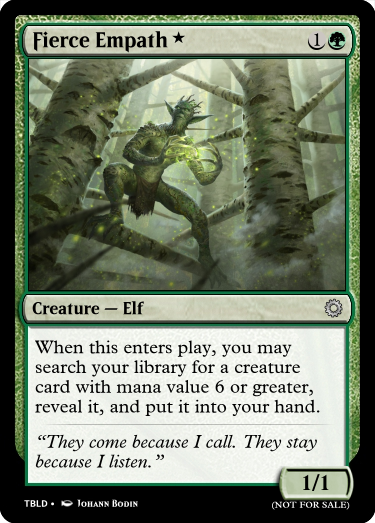 Fierce Empath ★ 1
Creature — Elf
When this enters play, you may
search your library for a creature
card with mana value 6 or greater,
reveal it, and put it into your hand.
“They come because I call. They stay
because I listen.”
1/1
TBLD • Johann Bodin (NOT FOR SALE)